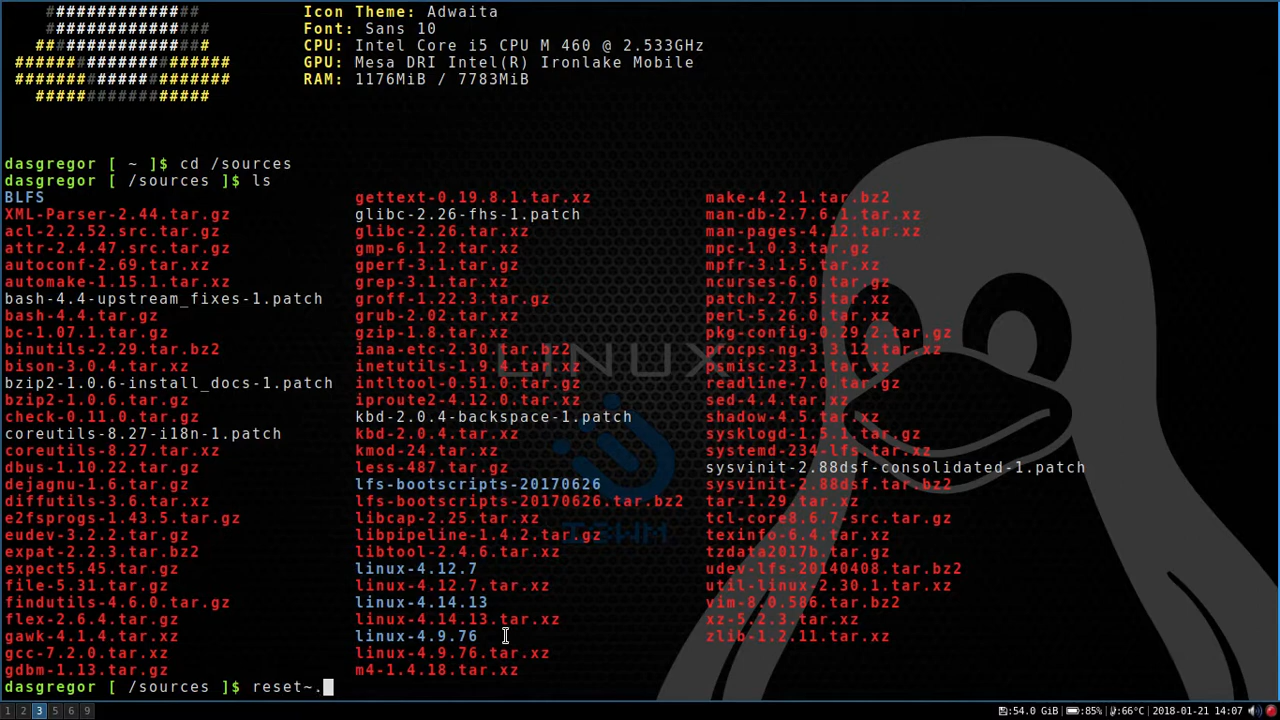 #############
Icon Theme: Adwaita
################
Font: Sans 10
#################
CPU: Intel Core i5 CPU M 460 @ 2.533GHz
#####################
GPU: Mesa DRI Intel(R) Ironlake Mobile
#####################
RAM: 1176MiB / 7783MiB
#################
dasgregor [ ~ ]$ cd /sources
dasgregor [ /sources ]$ ls
BLFS
XML-Parser-2.44.tar.gz
acl-2.2.52.src.tar.gz
attr-2.4.47.src.tar.gz
autoconf-2.69.tar.xz
automake-1.15.1.tar.xz
bash-4.4-upstream_fixes-1.patch
bash-4.4.tar.gz
bc-1.07.1.tar.gz
binutils-2.29.tar.bz2
bison-3.0.4.tar.xz
bzip2-1.0.6-install_docs-1.patch
bzip2-1.0.6.tar.gz
check-0.11.0.tar.gz
coreutils-8.27-i18n-1.patch
coreutils-8.27.tar.xz
dbus-1.10.22.tar.gz
dejagnu-1.6.tar.gz
diffutils-3.6.tar.xz
e2fsprogs-1.43.5.tar.gz
eudev-3.2.2.tar.gz
expat-2.2.3.tar.bz2
expect5.45.tar.gz
file-5.31.tar.gz
findutils-4.6.0.tar.gz
flex-2.6.4.tar.gz
gawk-4.1.4.tar.xz
gcc-7.2.0.tar.xz
gdbm-1.13.tar.gz
gettext-0.19.8.1.tar.xz
glibc-2.26-fhs-1.patch
glibc-2.26.tar.xz
gmp-6.1.2.tar.xz
gperf-3.1.tar.gz
grep-3.1.tar.xz
groff-1.22.3.tar.gz
grub-2.02.tar.xz
gzip-1.8.tar.xz
iana-etc-2.30.tar.bz2
inetutils-1.9.4.tar.xz
intltool-0.51.0.tar.gz
iproute2-4.12.0.tar.xz
kbd-2.0.4-backspace-1.patch
kbd-2.0.4.tar.xz
kmod-24.tar.xz
less-487.tar.gz
lfs-bootscripts-20170626
lfs-bootscripts-20170626.tar.bz2
libcap-2.25.tar.xz
libpipeline-1.4.2.tar.gz
libtool-2.4.6.tar.xz
linux-4.12.7
linux-4.12.7.tar.xz
linux-4.14.13
linux-4.14.13.tar.xz
linux-4.9.76
linux-4.9.76.tar.xz
m4-1.4.18.tar.xz
make-4.2.1.tar.bz2
man-db-2.7.6.1.tar.xz
man-pages-4.12.tar.xz
mpc-1.0.3.tar.gz
mpfr-3.1.5.tar.xz
ncurses-6.0.tar.gz
patch-2.7.5.tar.xz
perl-5.26.0.tar.xz
pkg-config-0.29.2.tar.gz
procps-ng-3.3.12.tar.xz
psmisc-23.1.tar.xz
readline-7.0.tar.gz
sed-4.4.tar.xz
shadow-4.5.tar.xz
sysklogd-1.5.1.tar.gz
systemd-234-lfs.tar.xz
sysvinit-2.88dsf-consolidated-1.patch
sysvinit-2.88dsf.tar.bz2
tar-1.29.tar.xz
tcl-core8.6.7-src.tar.gz
texinfo-6.4.tar.xz
tzdata2017b.tar.gz
udev-lfs-20140408.tar.bz2
util-linux-2.30.1.tar.xz
vim-8.0.586.tar.bz2
xz-5.2.3.tar.xz
zlib-1.2.11.tar.xz
LINUX
dasgregor [ /sources ]$ reset~.
1 2 3 5 6 9
:54.0 GiB :85% :66°C 2018-01-21 14:07